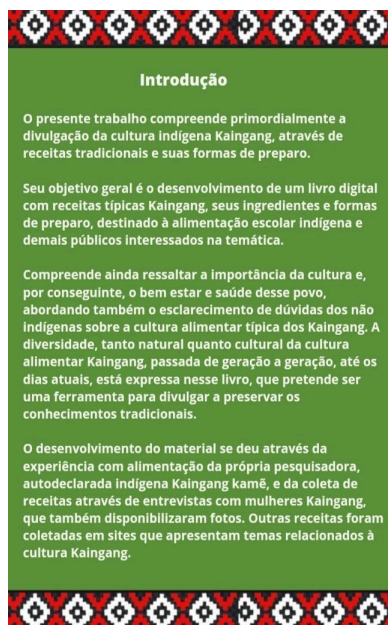 Introdução
O presente trabalho compreende primordialmente a
divulgação da cultura indígena Kaingang, através de
receitas tradicionais e suas formas de preparo.
Seu objetivo geral é o desenvolvimento de um livro digital
com receitas típicas Kaingang, seus ingredientes e formas
de preparo, destinado à alimentação escolar indígena e
demais públicos interessados na temática.
Compreende ainda ressaltar a importância da cultura e,
por conseguinte, o bem estar e saúde desse povo,
abordando também o esclarecimento de dúvidas dos não
indígenas sobre a cultura alimentar típica dos Kaingang. A
diversidade, tanto natural quanto cultural da cultura
alimentar Kaingang, passada de geração a geração, até os
dias atuais, está expressa nesse livro, que pretende ser
uma ferramenta para divulgar a preservar os
conhecimentos tradicionais.
O desenvolvimento do material se deu através da
experiência com alimentação da própria pesquisadora,
autodeclarada indígena Kaingang kamẽ, e da coleta de
receitas através de entrevistas com mulheres Kaingang,
que também disponibilizaram fotos. Outras receitas foram
coletadas em sites que apresentam temas relacionados à
cultura Kaingang.